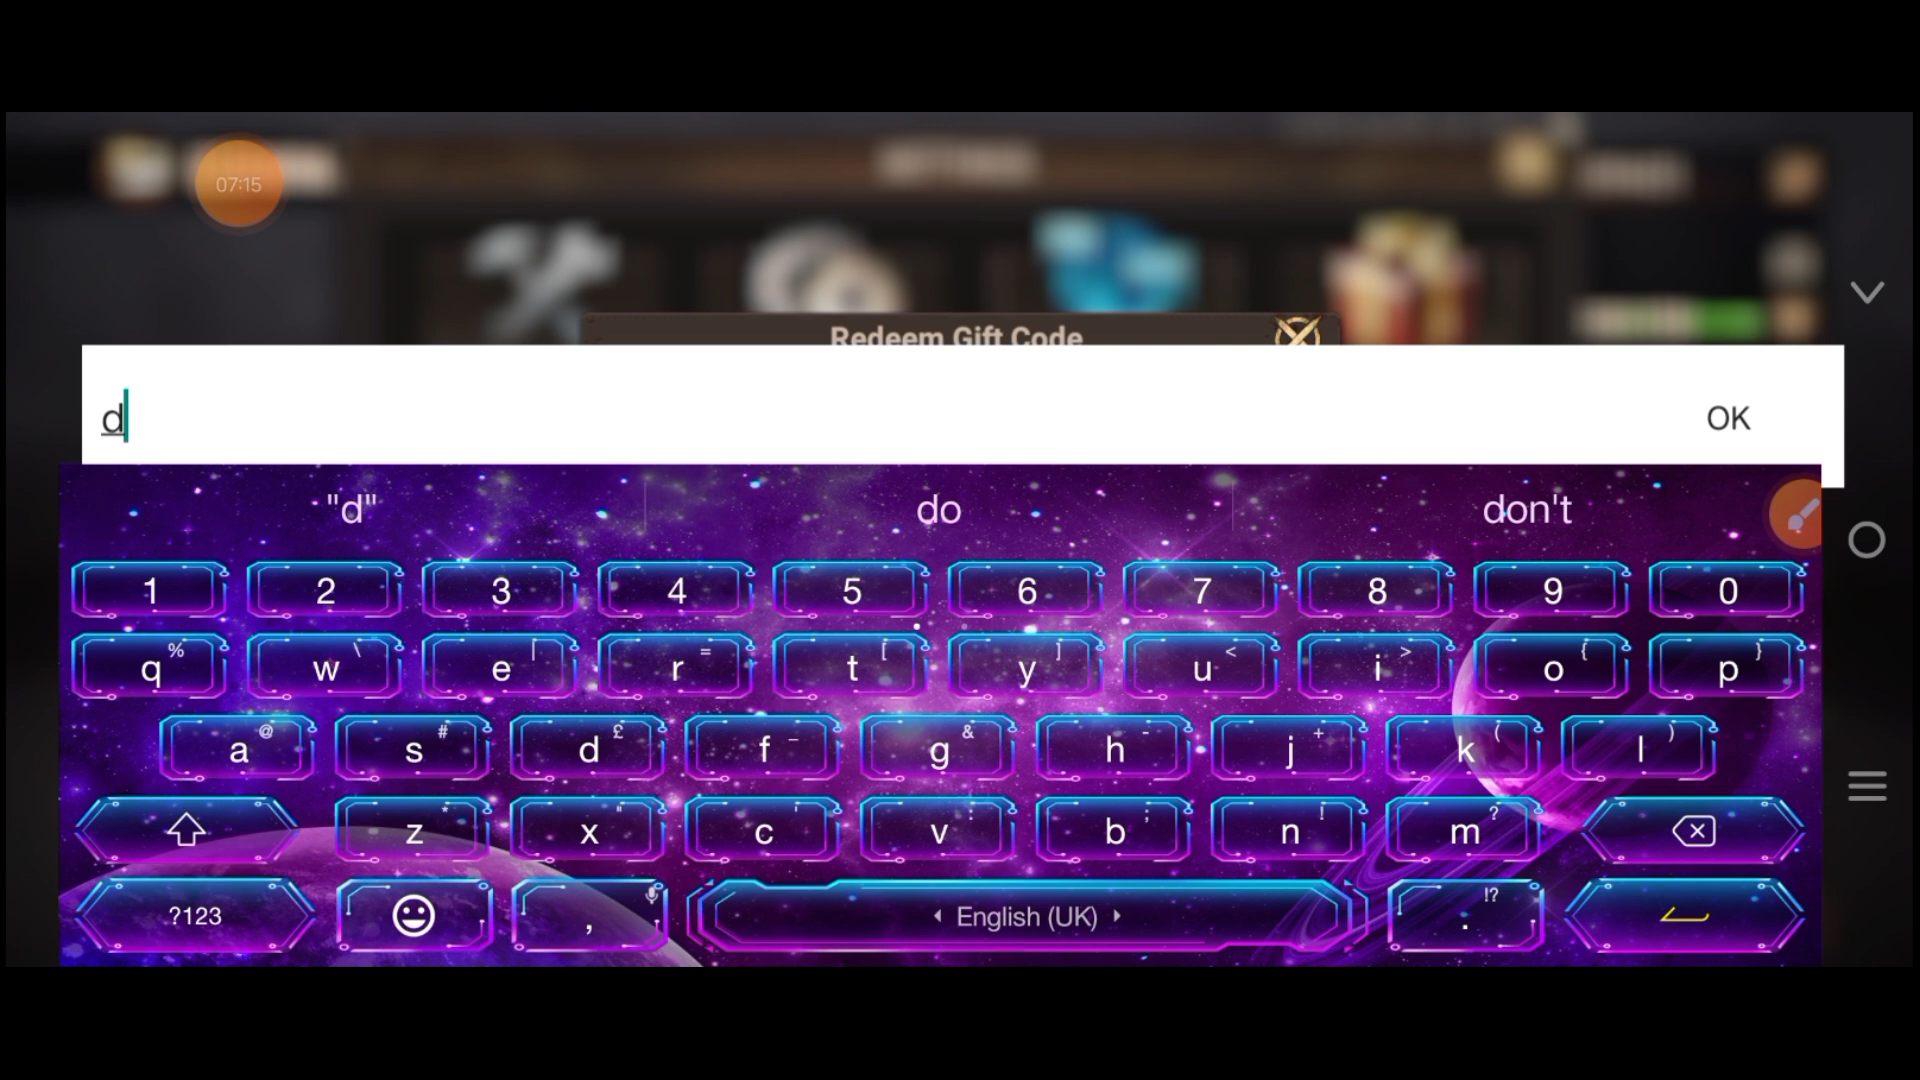 07:15
Redeem Gift Code
d
OK
"d" do don't
1 2 3 4 5 6 7 8 9 0
q % w \ e | r = t [ y ] u < i > o { p }
a @ s # d £ f _ g & h - j + k ( l )
z * x " c ' v : b ; n ! m ?
?123 , English (UK) . !?